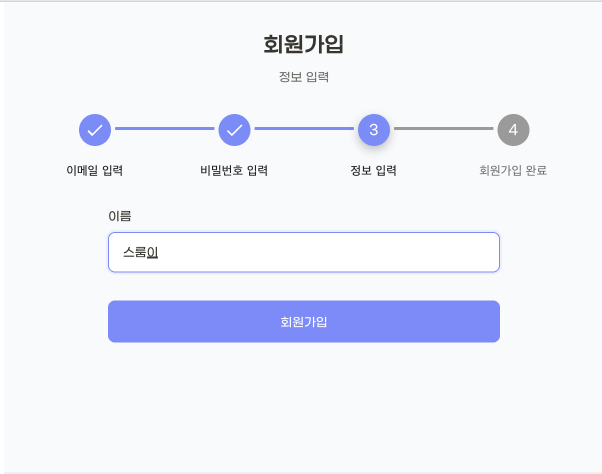 회원가입
정보 입력
3 4
이메일 입력 비밀번호 입력 정보 입력 회원가입 완료
이름
스룸이
회원가입